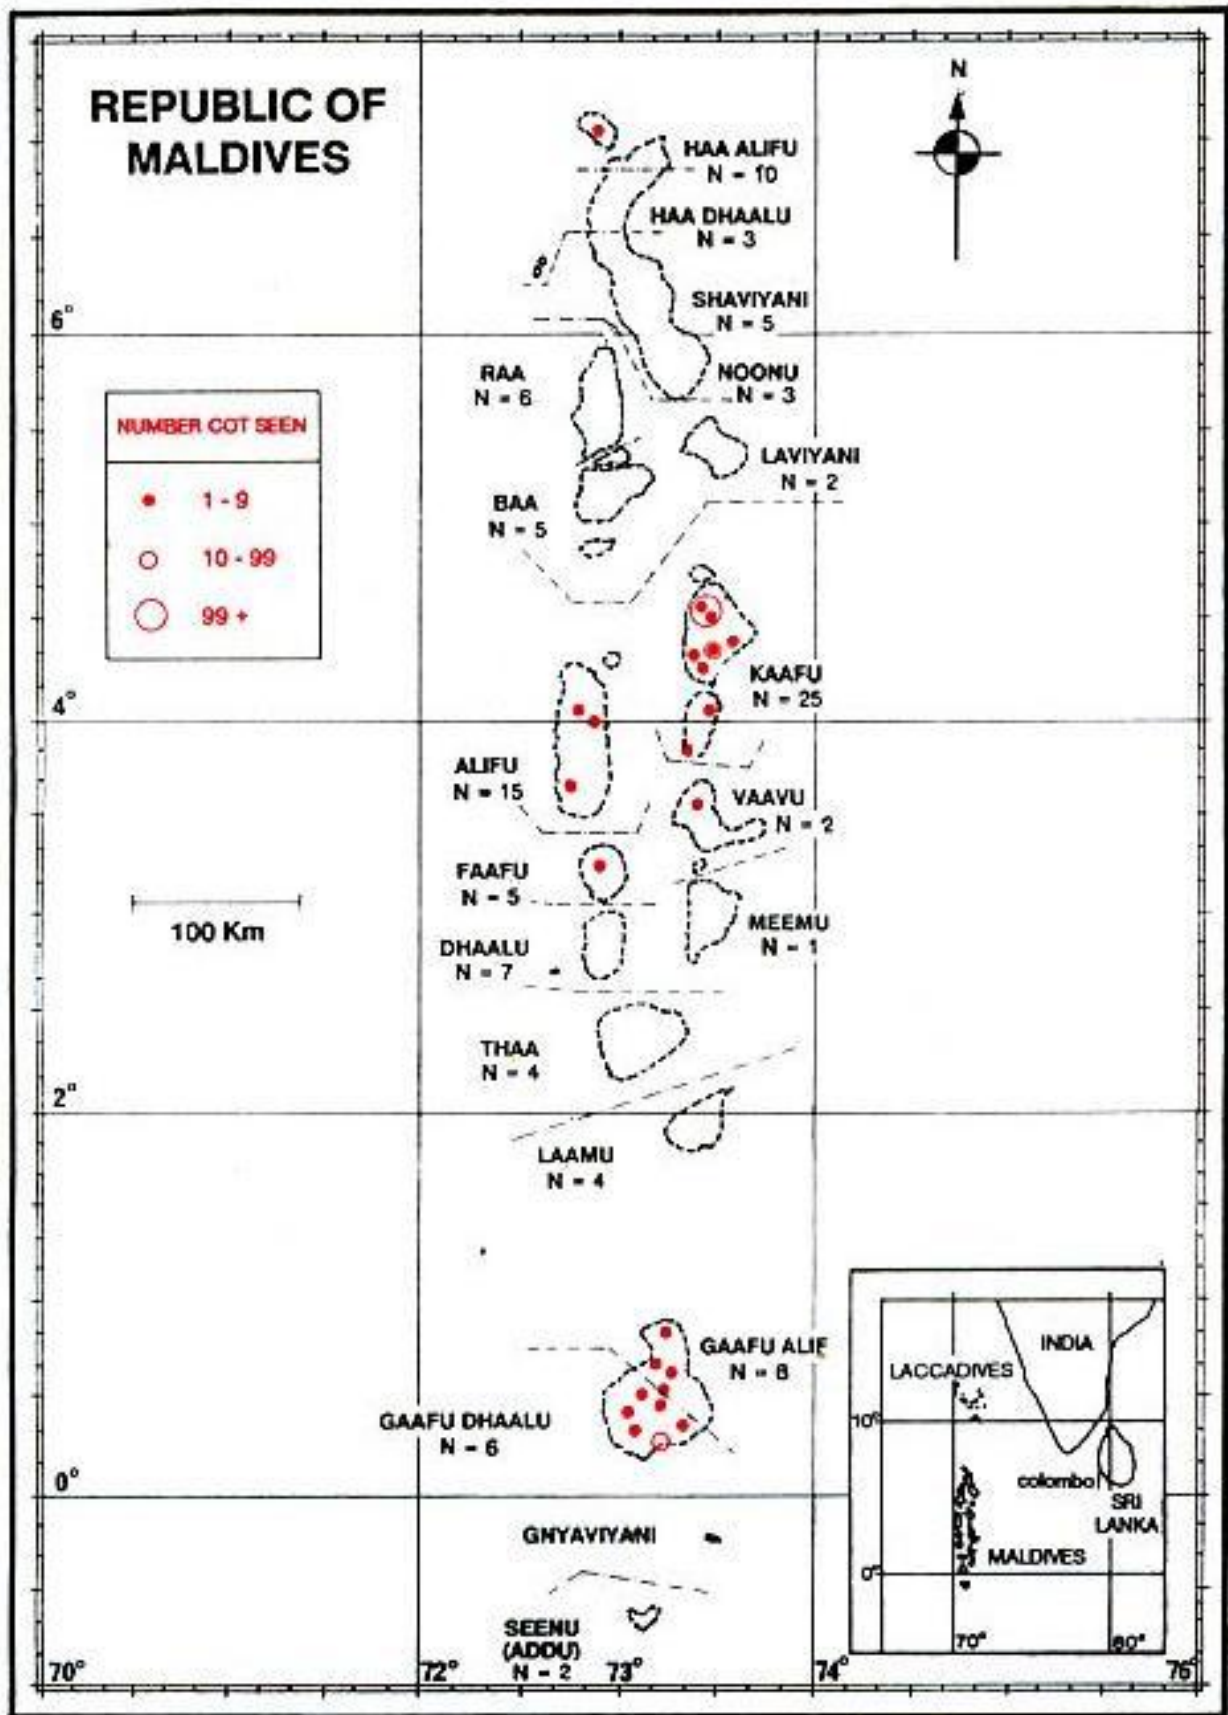 REPUBLIC OF
MALDIVES
N
HAA ALIFU
N = 10
HAA DHAALU
N = 3
SHAVIYANI
N = 5
6°
RAA
N = 6
NOONU
N = 3
NUMBER COT SEEN
1 - 9
10 - 99
99 +
LAVIYANI
N = 2
BAA
N = 5
KAAFU
N = 25
4°
ALIFU
N = 15
VAAVU
N = 2
FAAFU
N = 5
100 Km
MEEMU
N = 1
DHAALU
N = 7
THAA
N = 4
2°
LAAMU
N = 4
GAAFU ALIF
N = 8
GAAFU DHAALU
N = 6
0°
GNYAVIYANI
SEENU
(ADDU)
N = 2
70°
72°
73°
74°
76°
INDIA
LACCADIVES
10°
colombo
SRI
LANKA
MALDIVES
0°
70°
80°